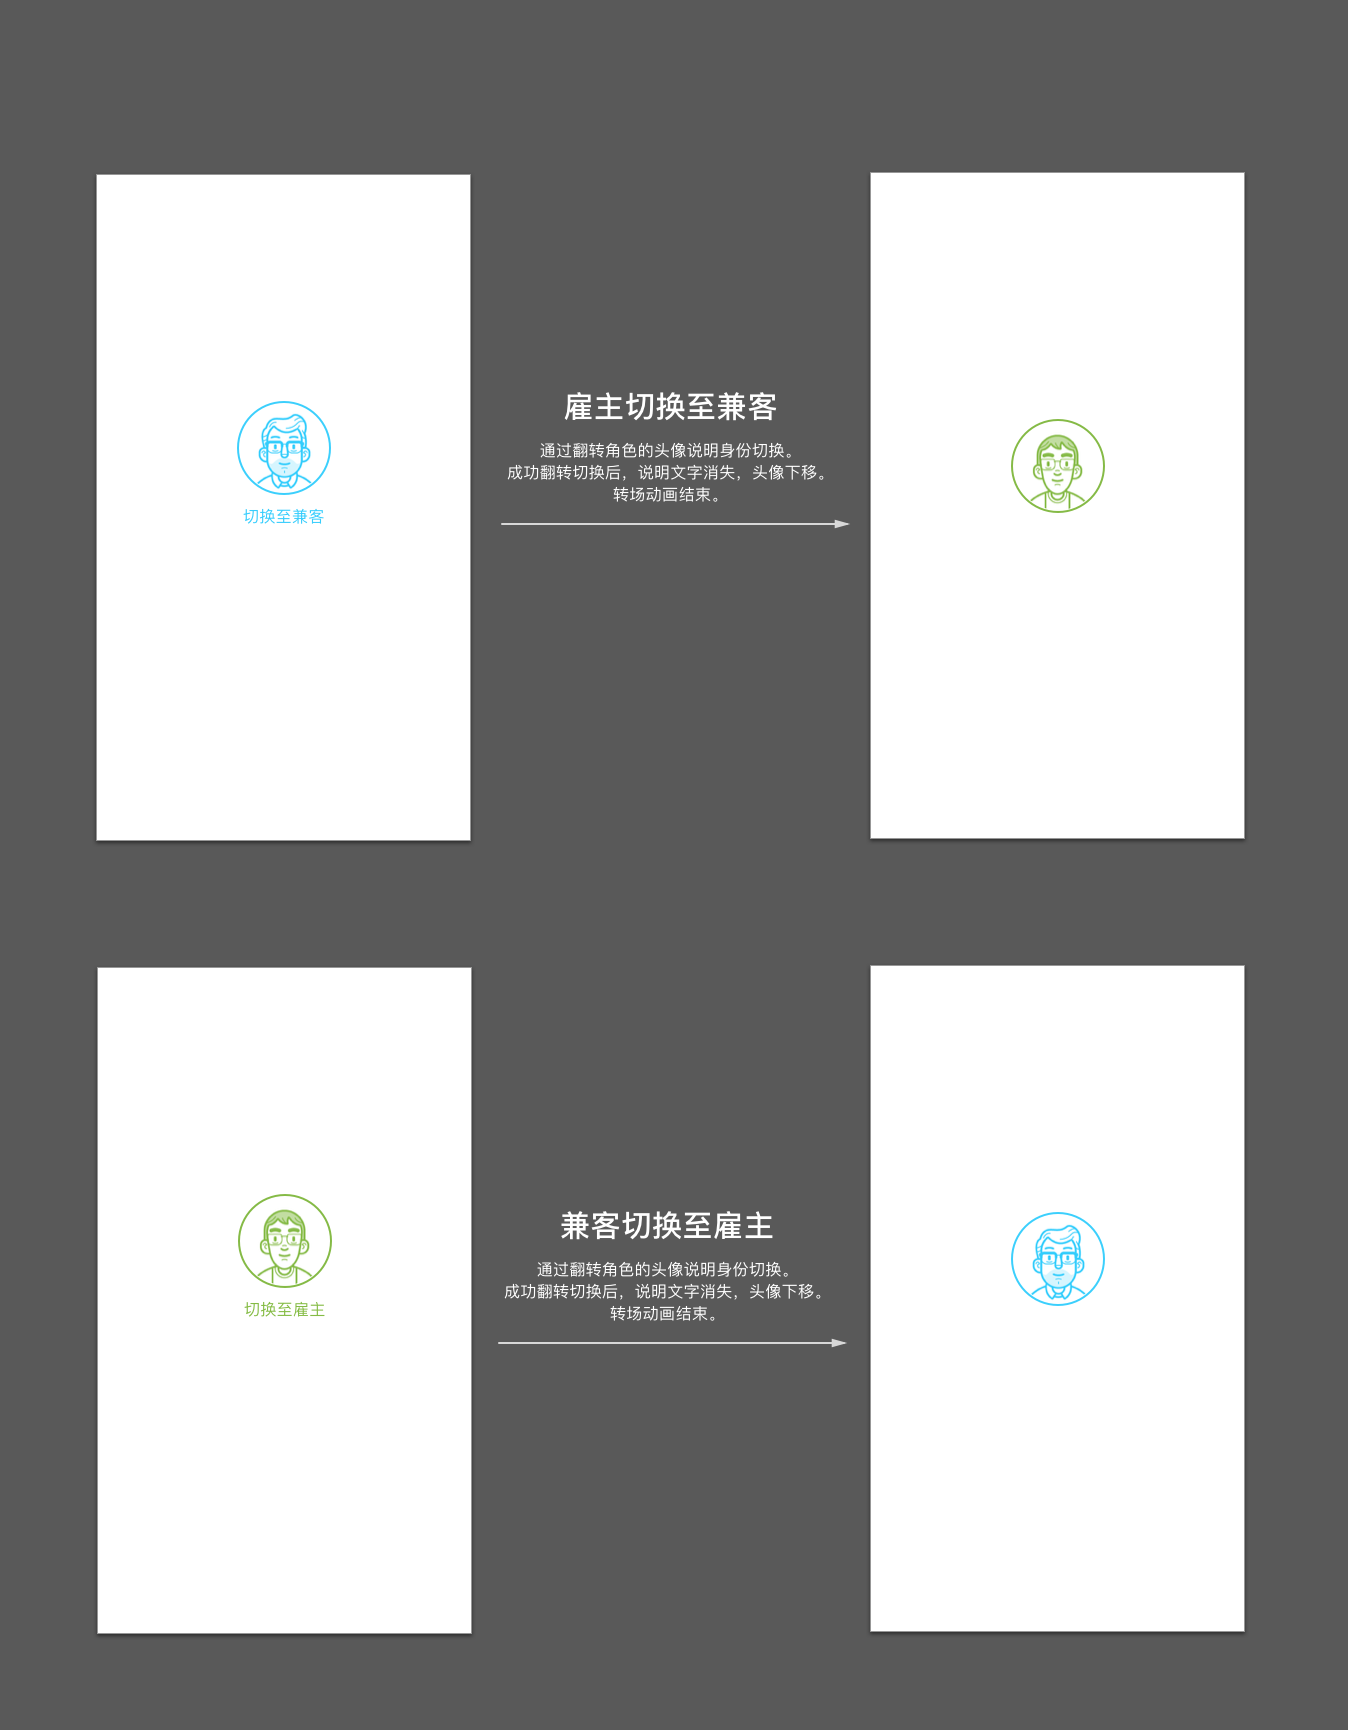 雇主切换至兼客
通过翻转角色的头像说明身份切换。
成功翻转切换后，说明文字消失，头像下移。
转场动画结束。
切换至兼客
兼客切换至雇主
通过翻转角色的头像说明身份切换。
成功翻转切换后，说明文字消失，头像下移。
转场动画结束。
切换至雇主